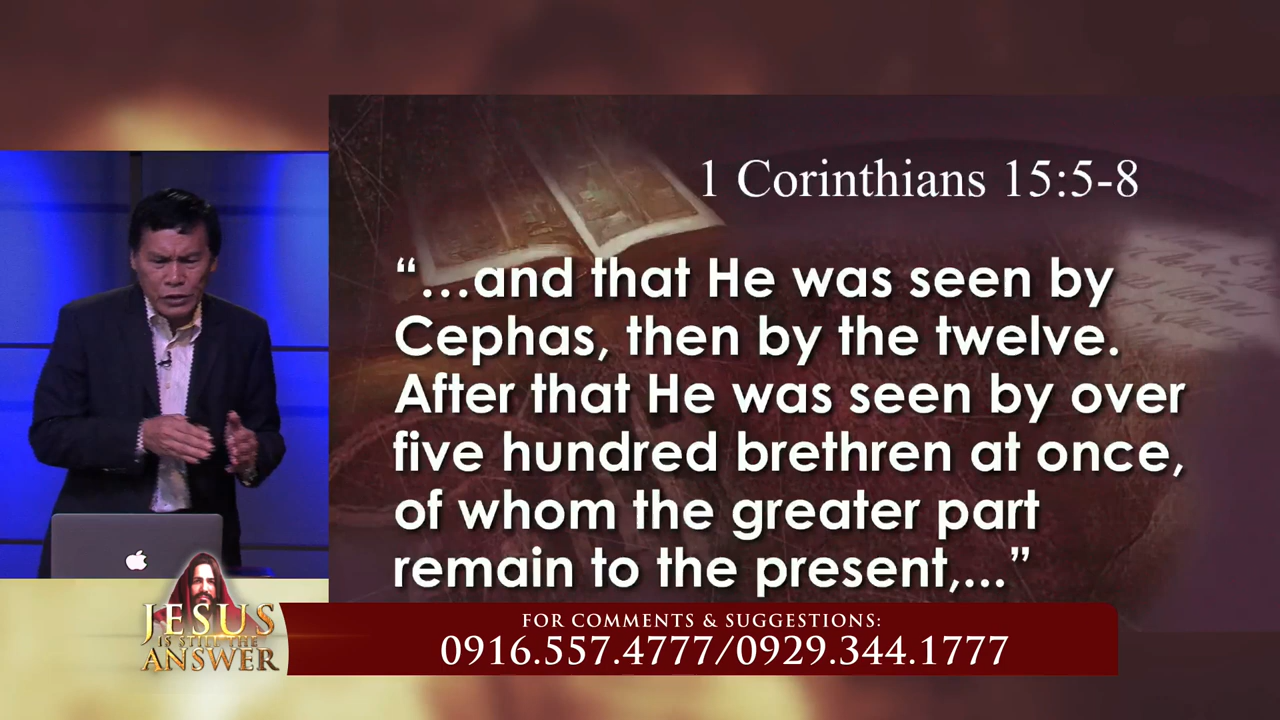 1 Corinthians 15:5-8
“…and that He was seen by
Cephas, then by the twelve.
After that He was seen by over
five hundred brethren at once,
of whom the greater part
remain to the present,...”
JESUS
IS STILL THE
ANSWER
FOR COMMENTS & SUGGESTIONS:
0916.557.4777/0929.344.1777